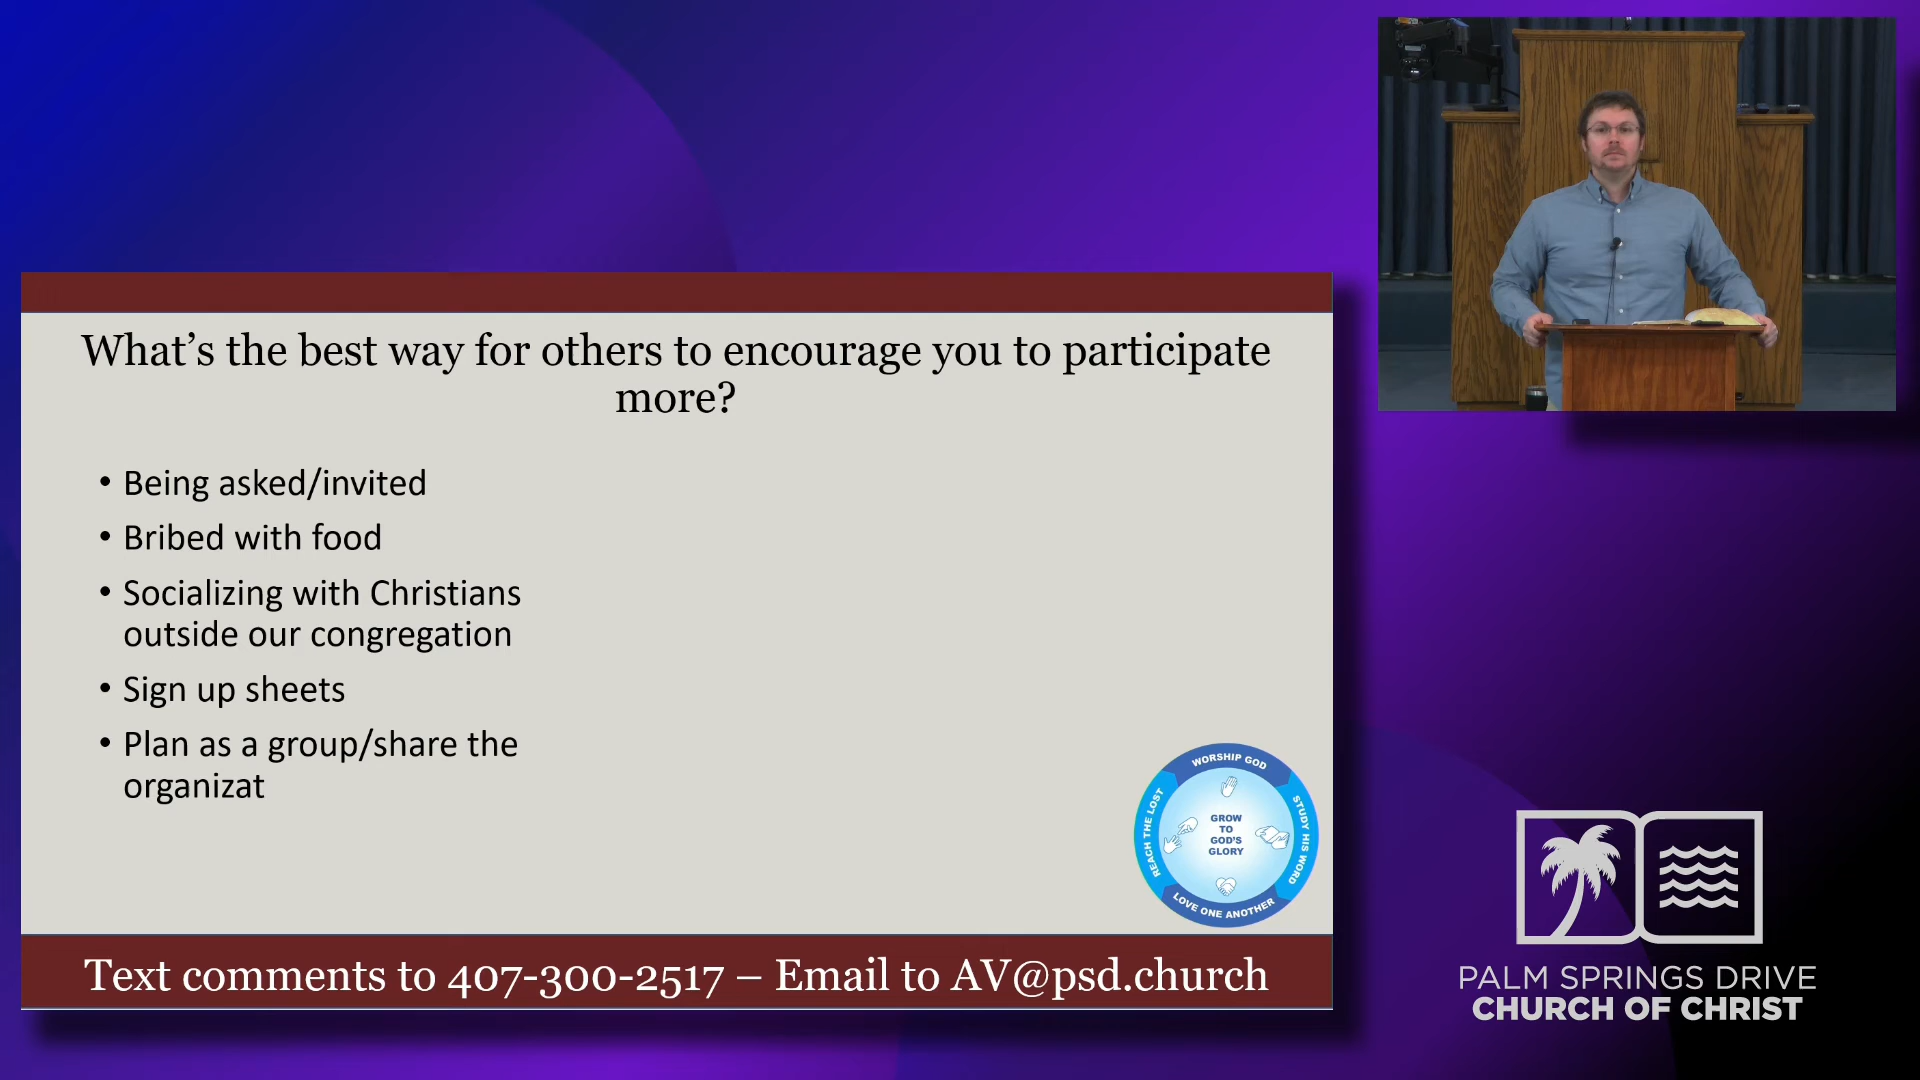 What’s the best way for others to encourage you to participate
more?
• Being asked/invited
• Bribed with food
• Socializing with Christians
outside our congregation
• Sign up sheets
• Plan as a group/share the
organizat
WORSHIP GOD
STUDY HIS WORD
LOVE ONE ANOTHER
REACH THE LOST
GROW
TO
GOD'S
GLORY
Text comments to 407-300-2517 – Email to AV@psd.church
PALM SPRINGS DRIVE
CHURCH OF CHRIST